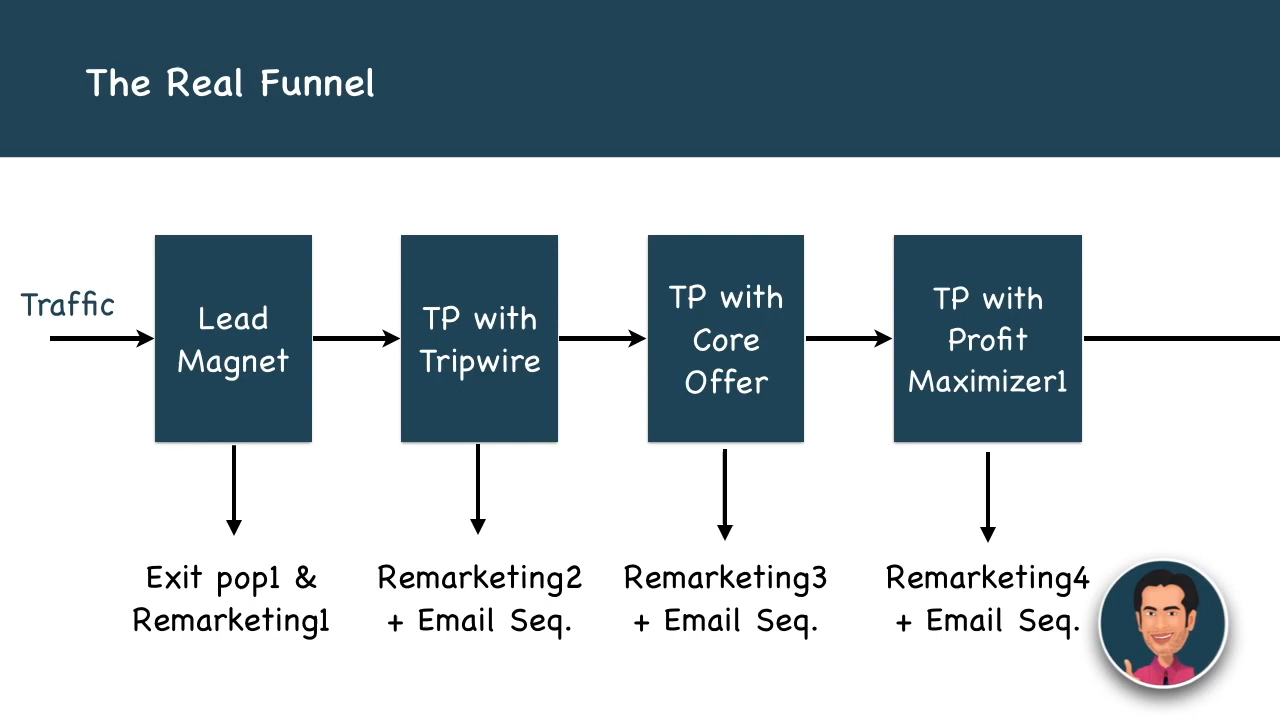 The Real Funnel
Traffic
Lead
Magnet
TP with
Tripwire
TP with
Core
Offer
TP with
Profit
Maximizer1
Exit pop1 &
Remarketing1
Remarketing2
+ Email Seq.
Remarketing3
+ Email Seq.
Remarketing4
+ Email Seq.